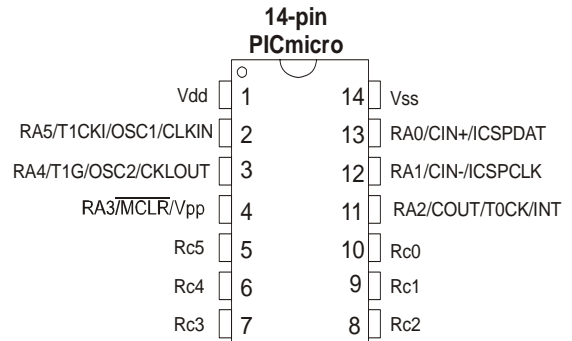 14-pin
PICmicro
Vdd 1 14 Vss
RA5/T1CKI/OSC1/CLKIN 2 13 RA0/CIN+/ICSPDAT
RA4/T1G/OSC2/CKLOUT 3 12 RA1/CIN-/ICSPCLK
RA3/MCLR/Vpp 4 11 RA2/COUT/T0CK/INT
Rc5 5 10 Rc0
Rc4 6 9 Rc1
Rc3 7 8 Rc2